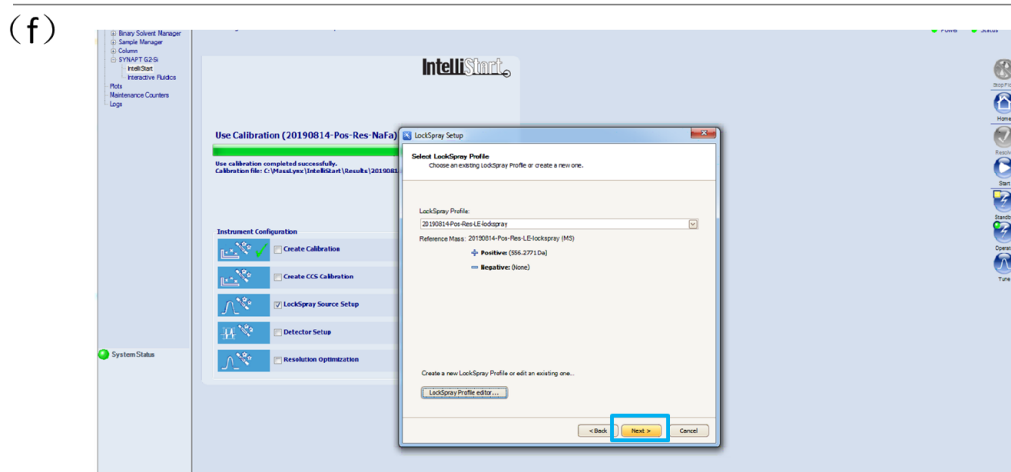 (f)
Binary Solvent Manager
Sample Manager
Column
SYNAPT G2-Si
IntelliStart
Interactive Fluidics
Plots
Maintenance Counters
Logs
System Status
Power
Status
IntelliStart
Use Calibration (20190814-Pos-Res-NaFa)
Use calibration completed successfully.
Calibration file: C:\MassLynx\IntelliStart\Results\2019081
Instrument Configuration
Create Calibration
Create CCS Calibration
LockSpray Source Setup
Detector Setup
Resolution Optimization
LockSpray Setup
Select LockSpray Profile
Choose an existing LockSpray Profile or create a new one.
LockSpray Profile:
20190814-Pos-Res-LE-lockspray
Reference Mass: 20190814-Pos-Res-LE-lockspray (MS)
Positive: (556.2771Da)
Negative: (None)
Create a new LockSpray Profile or edit an existing one...
LockSpray Profile editor...
< Back
Next >
Cancel
Home
Start
Tune